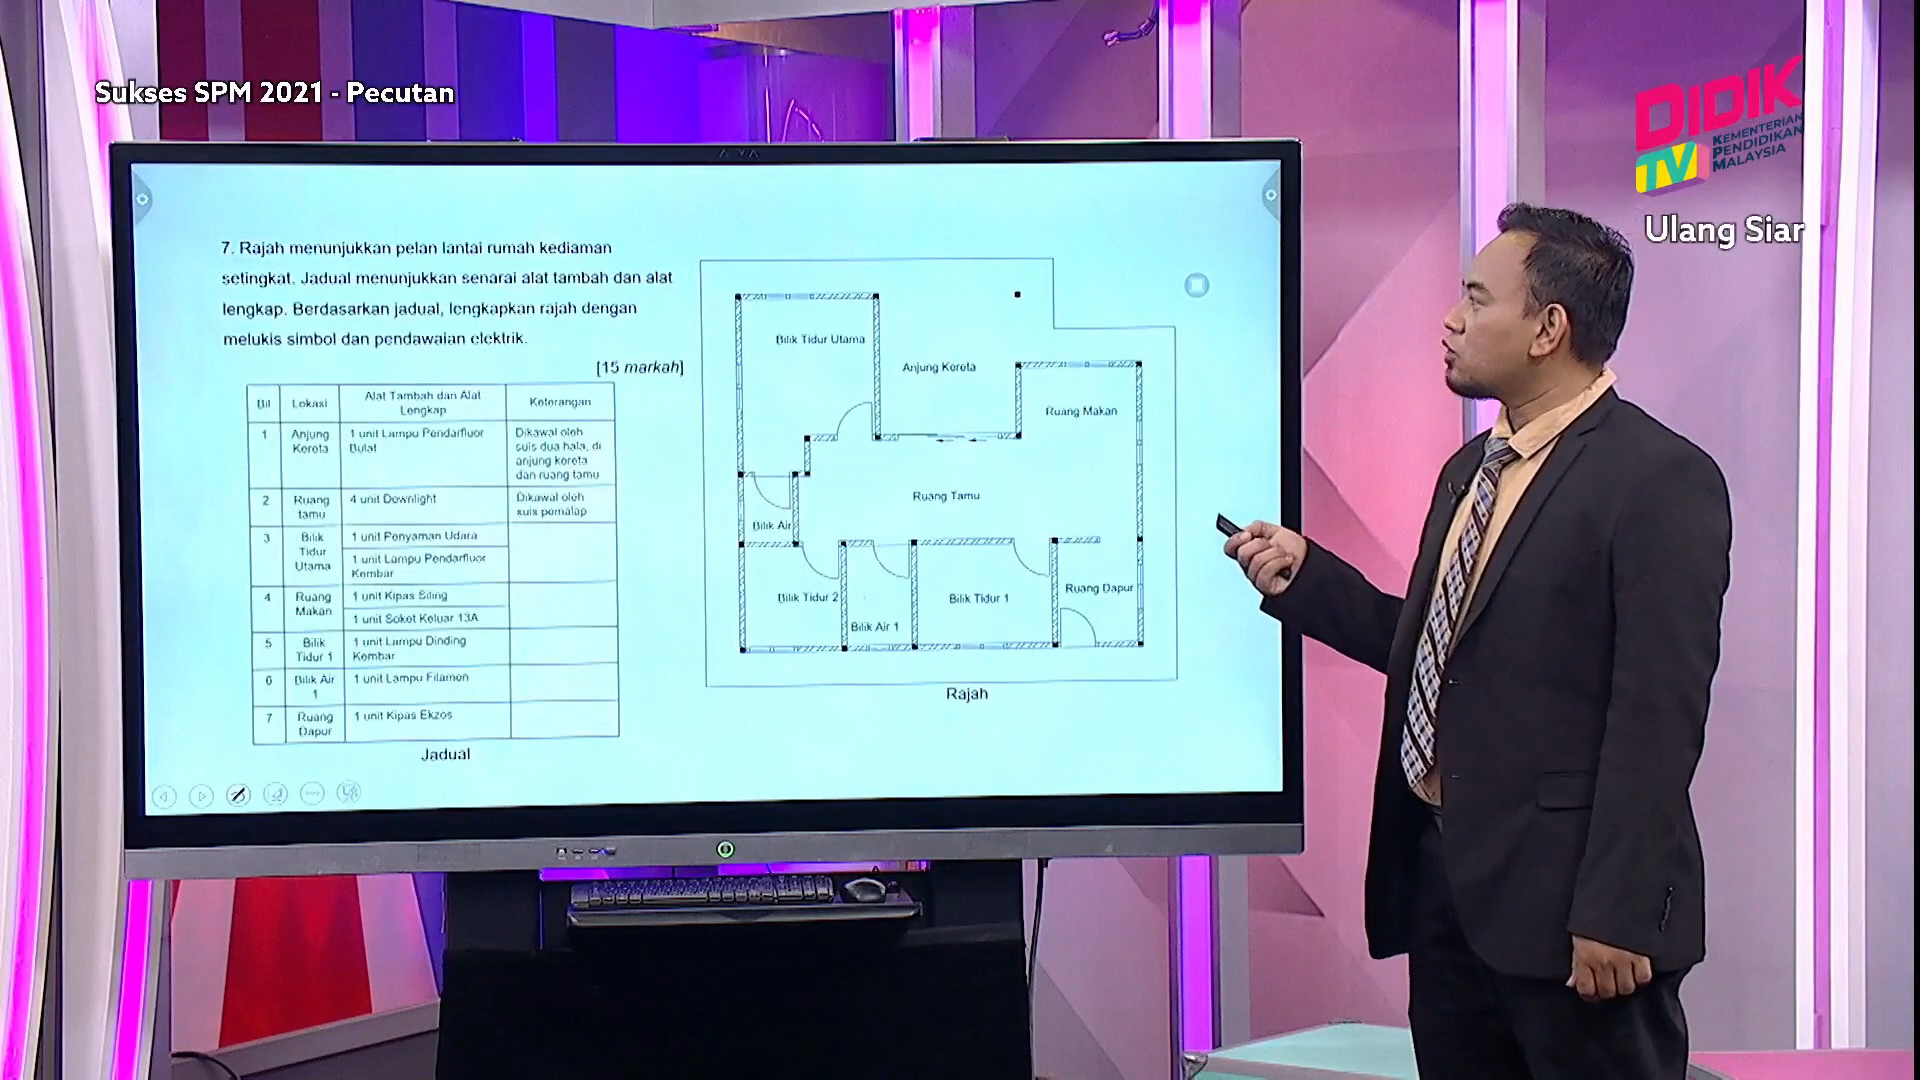 Sukses SPM 2021 - Pecutan
DIDIK
TV
KEMENTERIAN
PENDIDIKAN
MALAYSIA
Ulang Siar
7. Rajah menunjukkan pelan lantai rumah kediaman
setingkat. Jadual menunjukkan senarai alat tambah dan alat
lengkap. Berdasarkan jadual, lengkapkan rajah dengan
melukis simbol dan pendawaian elektrik.
[15 markah]
Bil
Lokasi
Alat Tambah dan Alat
Lengkap
Keterangan
1
Anjung
Kereta
1 unit Lampu Pendarfluor
Bulat
Dikawal oleh
suis dua hala, di
anjung kereta
dan ruang tamu
2
Ruang
tamu
4 unit Downlight
Dikawal oleh
suis pemalap
3
Bilik
Tidur
Utama
1 unit Penyaman Udara
1 unit Lampu Pendarfluor
Kembar
4
Ruang
Makan
1 unit Kipas Siling
1 unit Soket Keluar 13A
5
Bilik
Tidur 1
1 unit Lampu Dinding
Kembar
6
Bilik Air
1
1 unit Lampu Filamen
7
Ruang
Dapur
1 unit Kipas Ekzos
Jadual
Bilik Tidur Utama
Anjung Kereta
Ruang Makan
Ruang Tamu
Bilik Air
Bilik Tidur 2
Bilik Air 1
Bilik Tidur 1
Ruang Dapur
Rajah